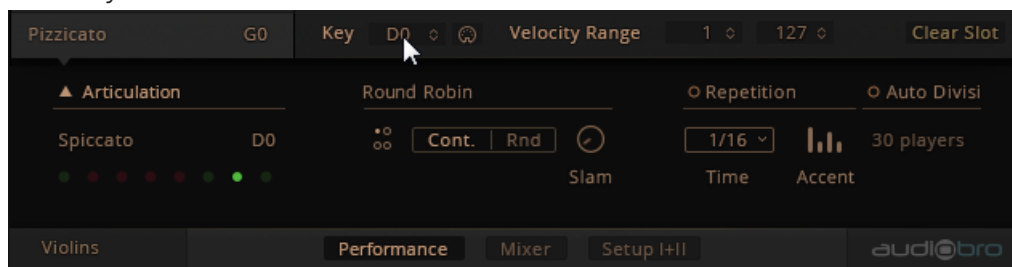 Pizzicato G0 Key D0 Velocity Range 1 127 Clear Slot
Articulation Round Robin Repetition Auto Divisi
Spiccato D0 Cont. Rnd 1/16 30 players
Slam Time Accent
Violins Performance Mixer Setup I+II audiobro